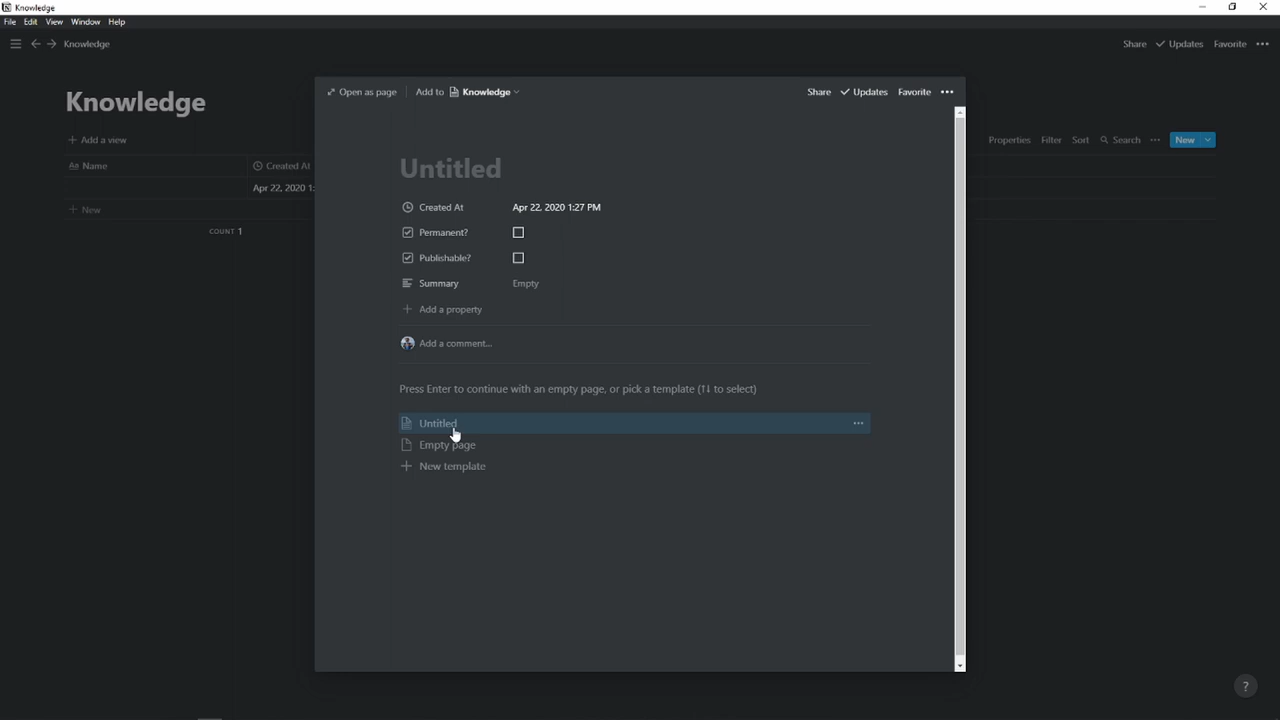 Knowledge
File Edit View Window Help
Knowledge
Share Updates Favorite
Knowledge
Add a view
Properties Filter Sort Search New
Aa Name Created At
Apr 22, 2020 1:
New
COUNT 1
Open as page Add to Knowledge
Share Updates Favorite
Untitled
Created At Apr 22, 2020 1:27 PM
Permanent?
Publishable?
Summary Empty
Add a property
Add a comment...
Press Enter to continue with an empty page, or pick a template (↑↓ to select)
Untitled
Empty page
New template
?